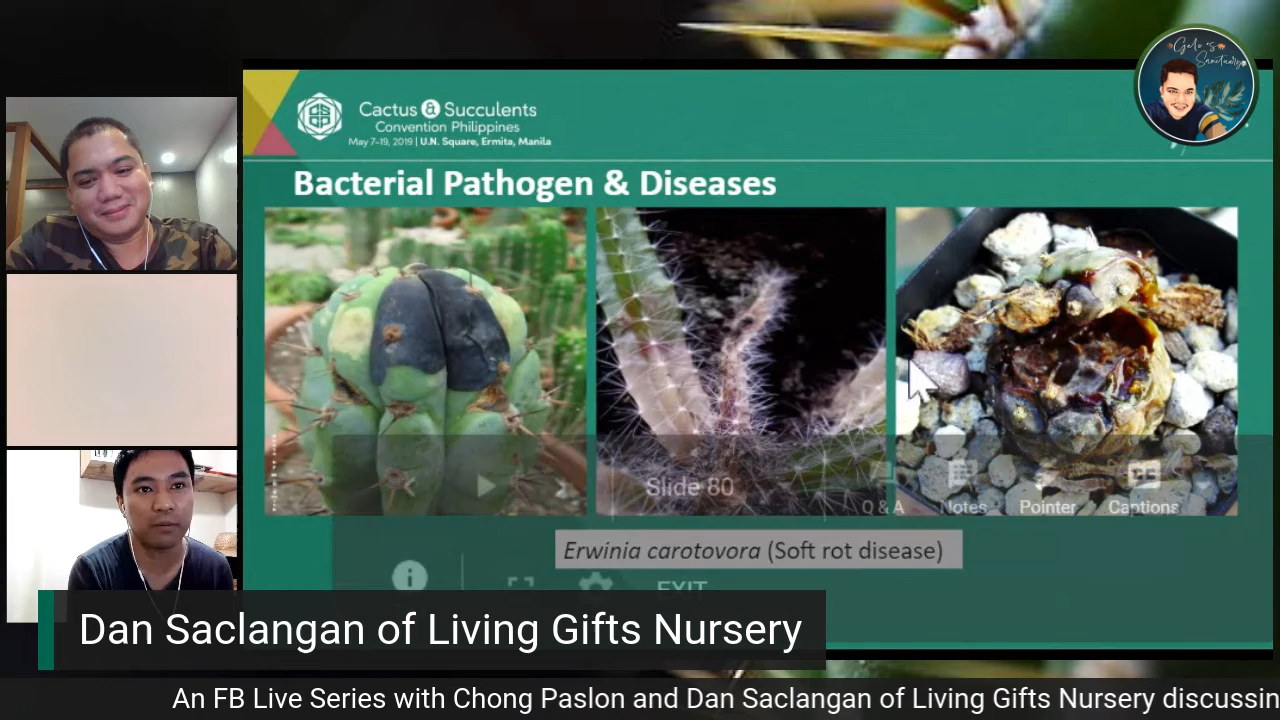 Gelo's
Sanctuary
Cactus & Succulents
Convention Philippines
May 7-19, 2019 | U.N. Square, Ermita, Manila
Bacterial Pathogen & Diseases
Slide 80
Q & A
Notes
Pointer
Captions
Erwinia carotovora (Soft rot disease)
EXIT
Dan Saclangan of Living Gifts Nursery
An FB Live Series with Chong Paslon and Dan Saclangan of Living Gifts Nursery discussin